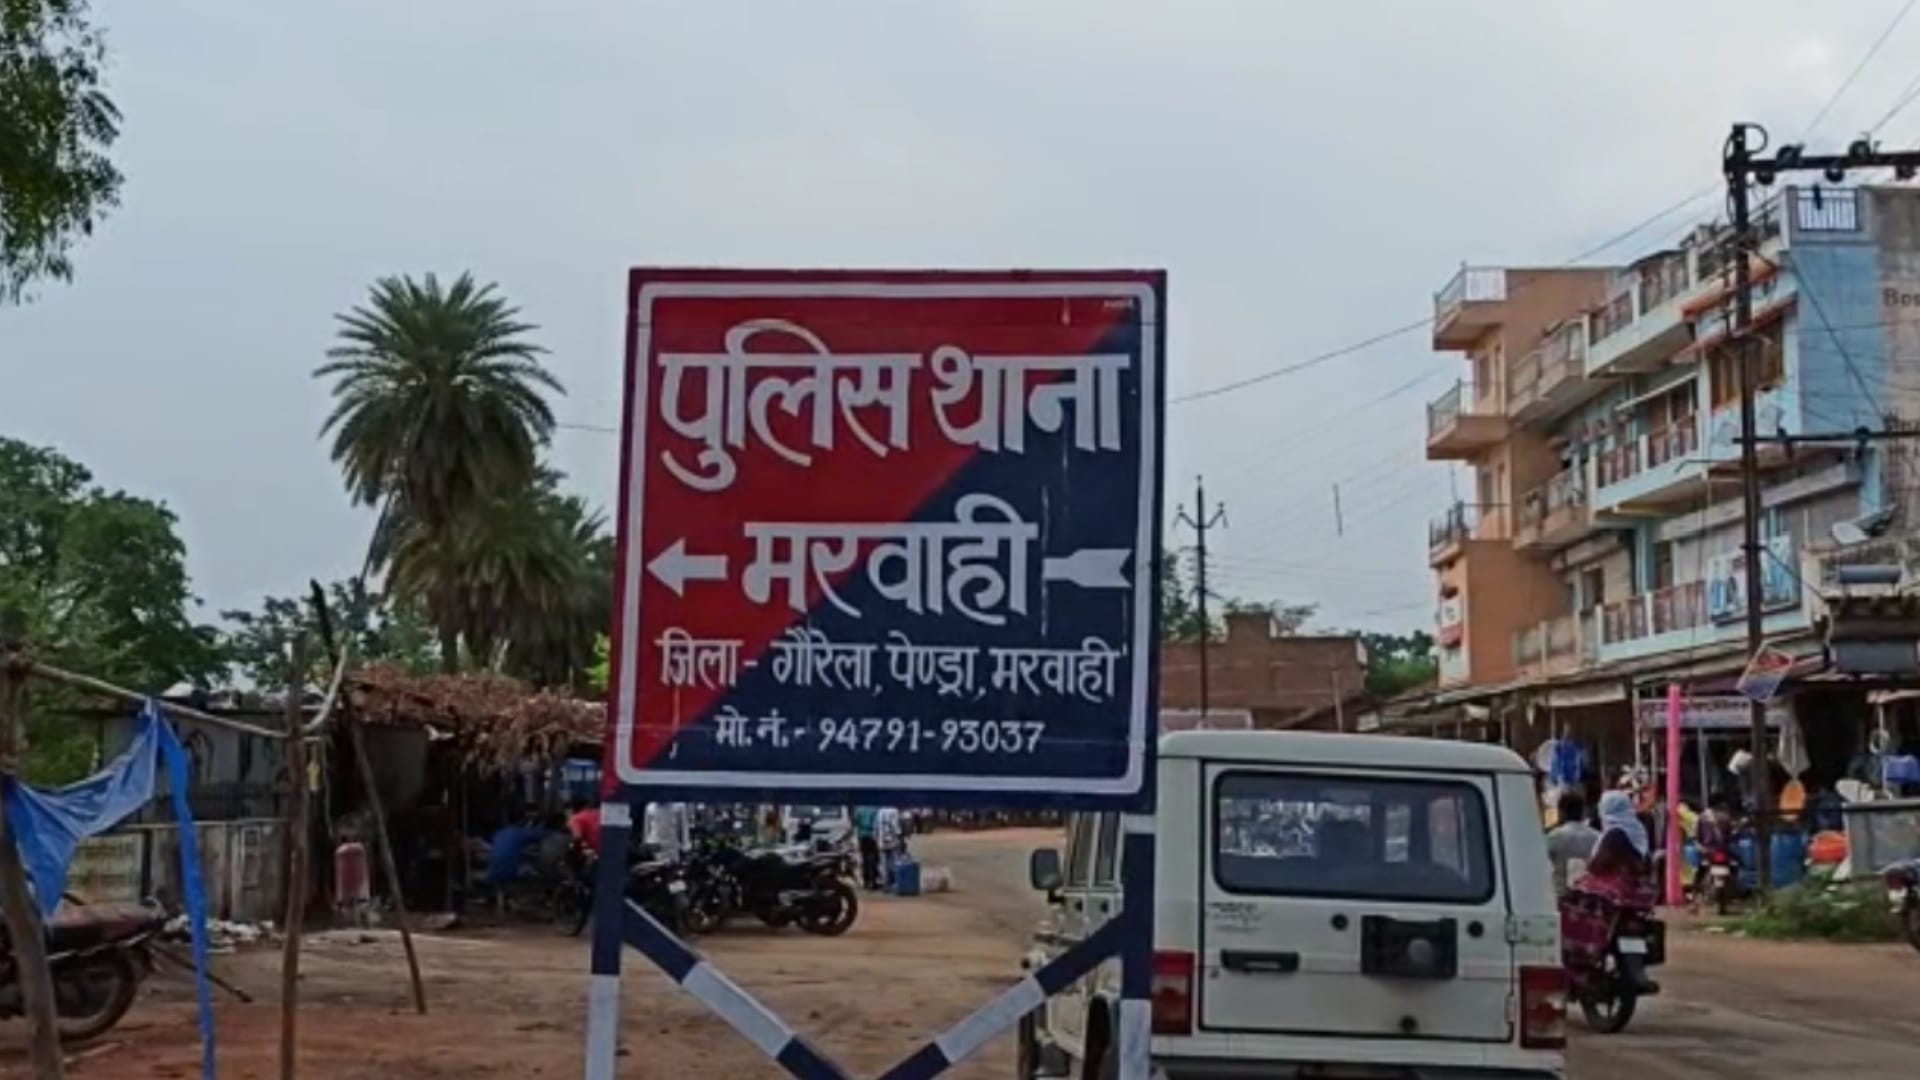 पुलिस थाना
मरवाही
जिला - गौरेला, पेण्ड्रा, मरवाही
मो. नं. - 94791-93037